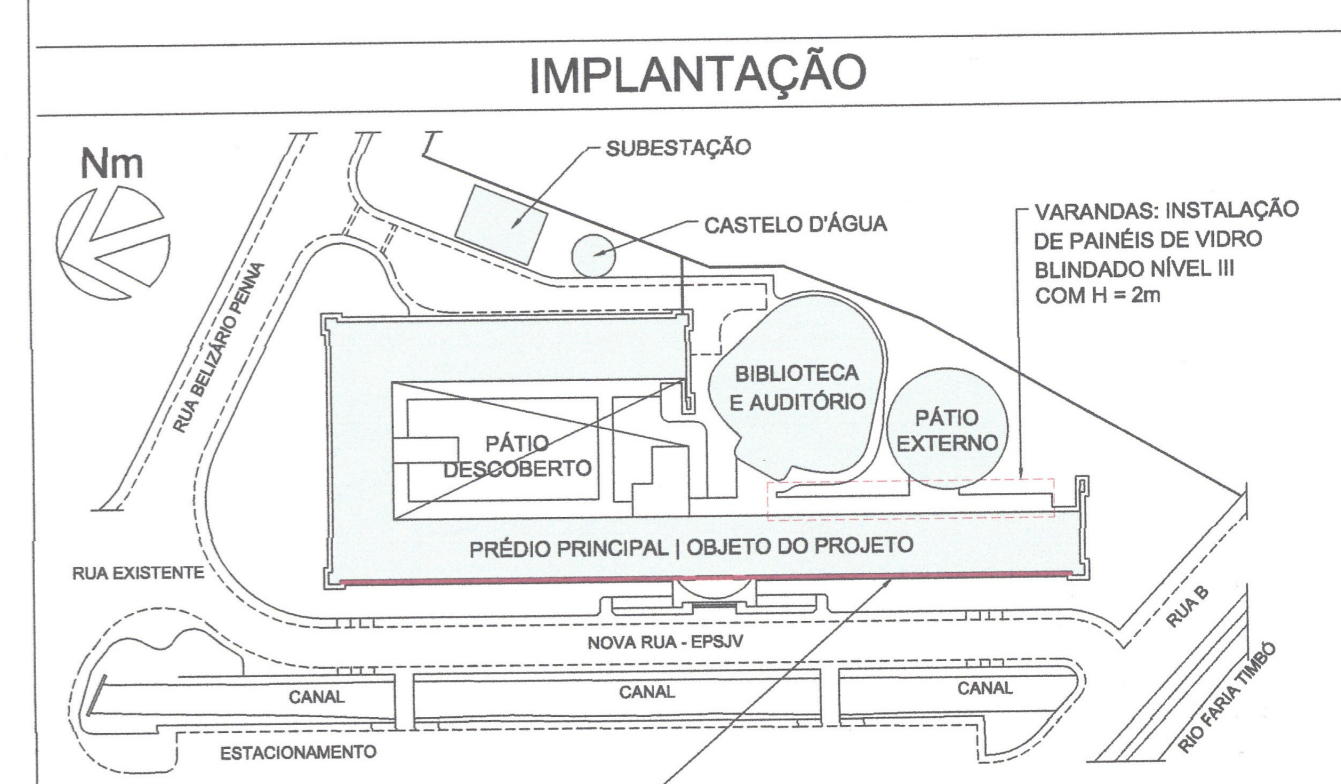 IMPLANTAÇÃO
Nm
SUBESTAÇÃO
CASTELO D'ÁGUA
VARANDAS: INSTALAÇÃO
DE PAINÉIS DE VIDRO
BLINDADO NÍVEL III
COM H = 2m
RUA BELIZÁRIO PENNA
BIBLIOTECA
E AUDITÓRIO
PÁTIO
EXTERNO
PÁTIO
DESCOBERTO
PRÉDIO PRINCIPAL | OBJETO DO PROJETO
RUA EXISTENTE
RUA B
NOVA RUA - EPSJV
RIO FARIA TIMBÓ
CANAL
CANAL
CANAL
ESTACIONAMENTO